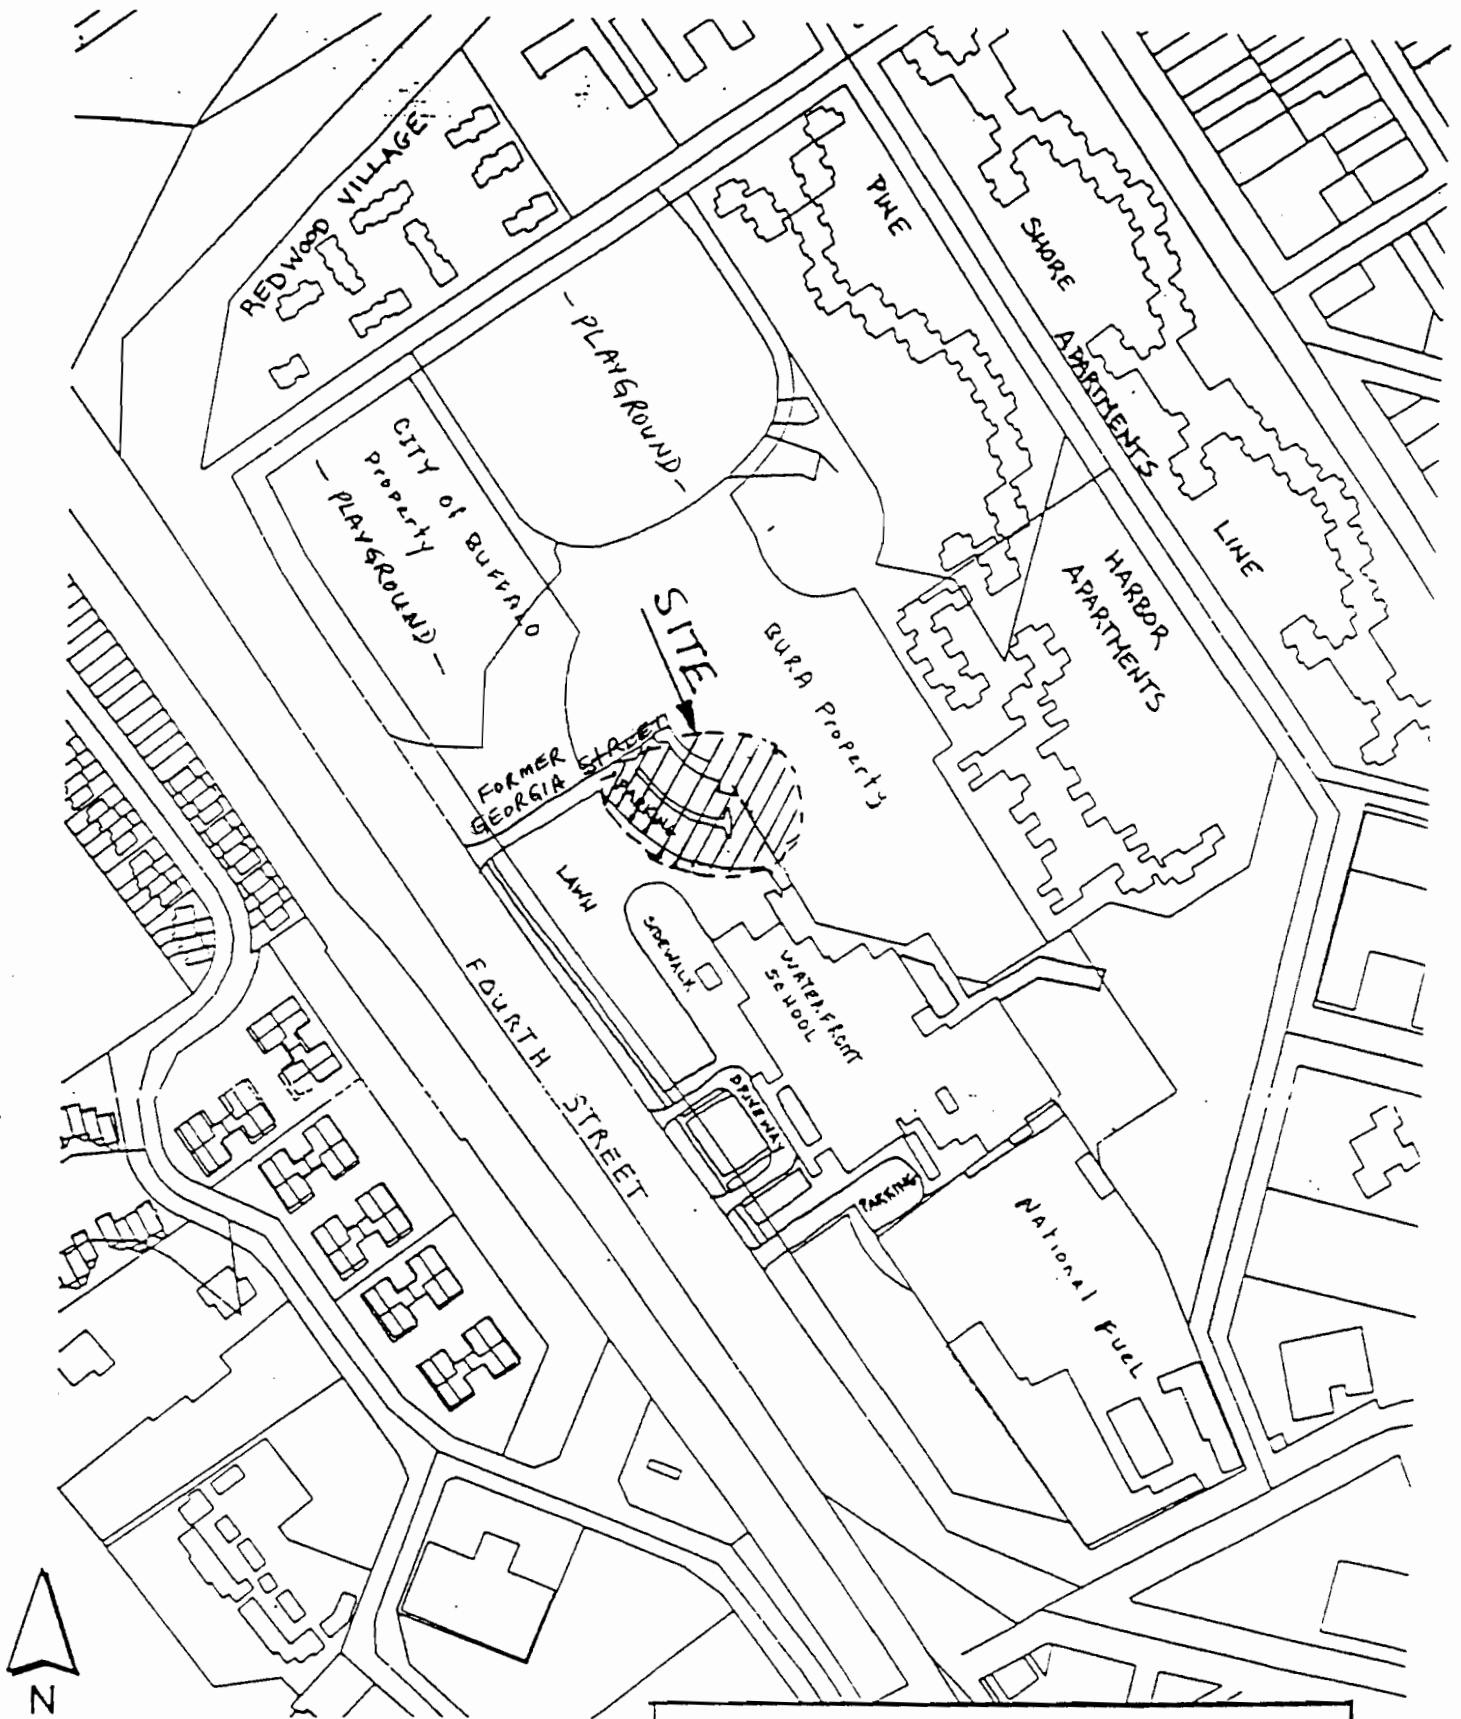 REDWOOD VILLAGE
PINE
SHORE
APARTMENTS
LINE
- PLAYGROUND -
CITY OF BUFFALO
Property
- PLAYGROUND -
HARBOR
APARTMENTS
SITE
BURA Property
FORMER
GEORGIA STREET
PARKING
LAWN
SIDEWALK
WATERFRONT
SCHOOL
FOURTH STREET
DRIVEWAY
PARKING
National Fuel
N